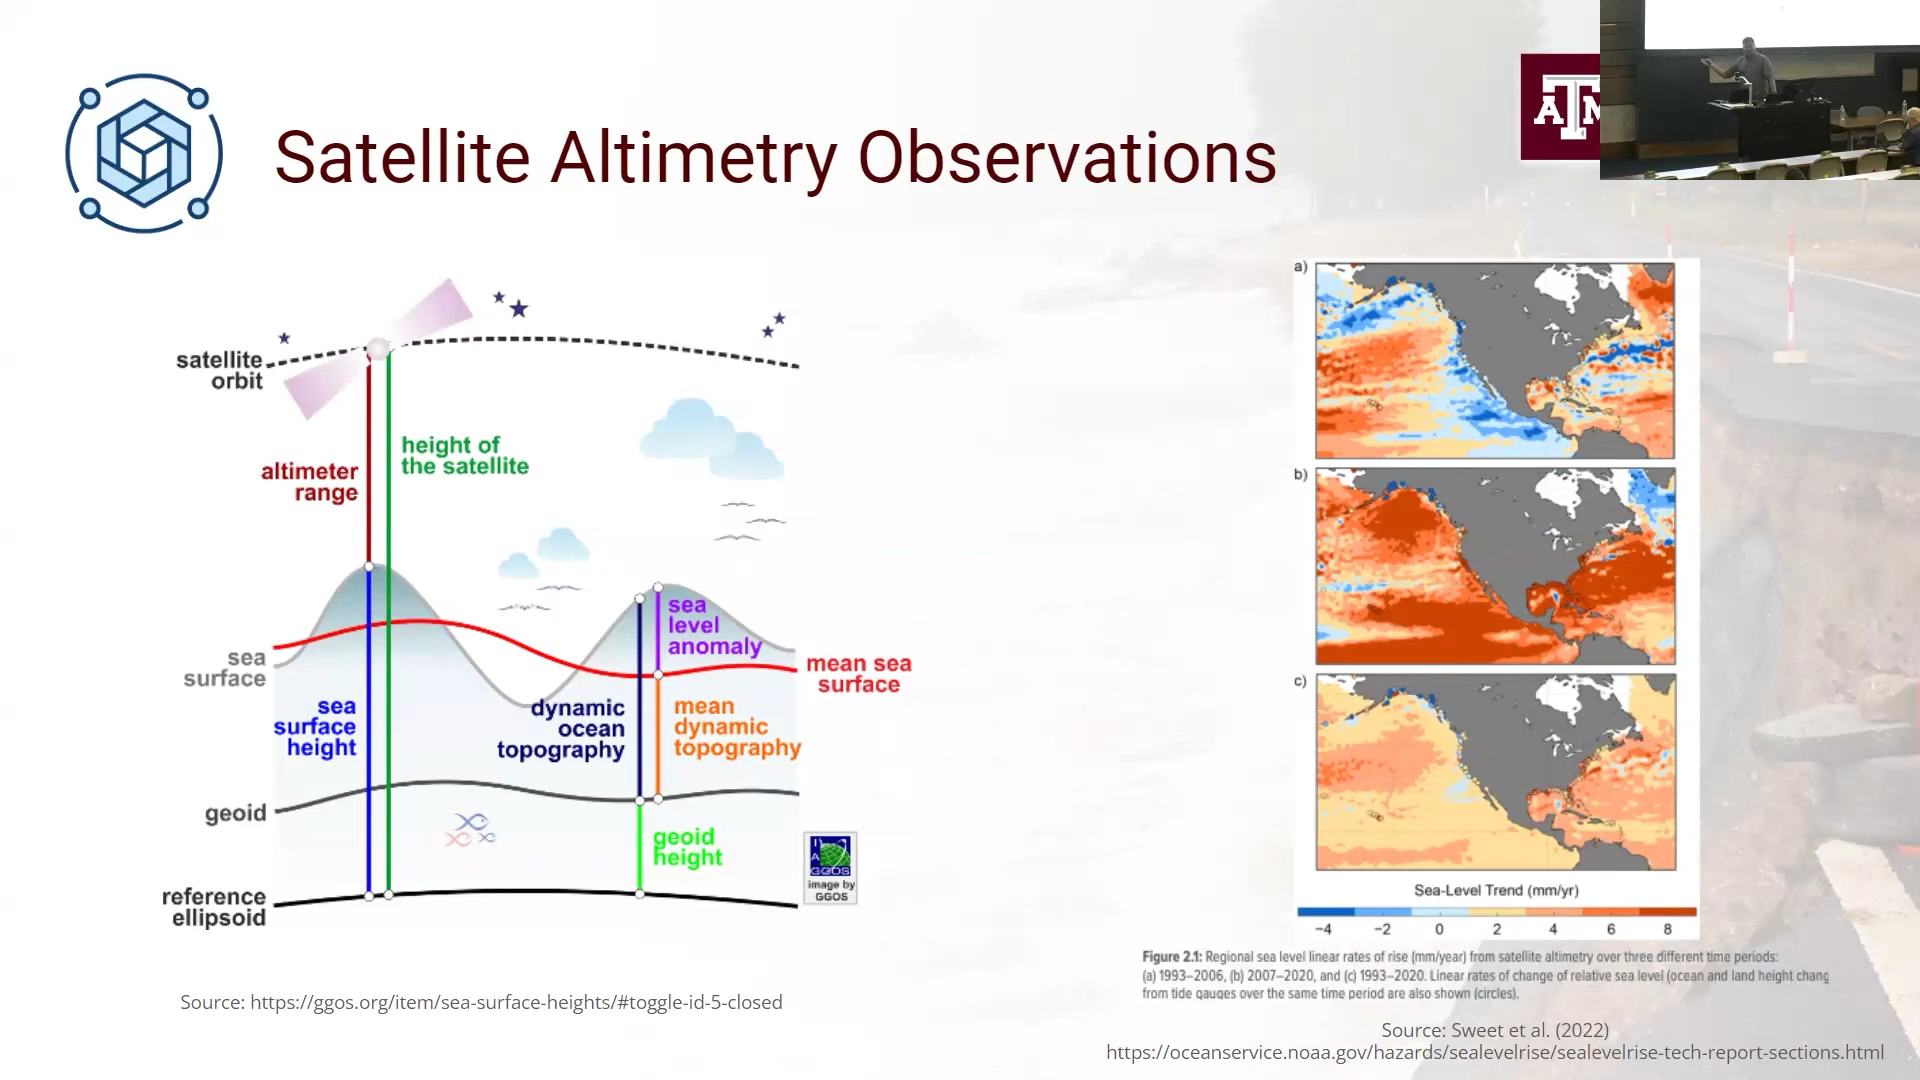 Satellite Altimetry Observations
A
T
M
satellite
orbit
altimeter
range
height of
the satellite
sea
level
anomaly
sea
surface
mean sea
surface
sea
surface
height
dynamic
ocean
topography
mean
dynamic
topography
geoid
geoid
height
reference
ellipsoid
I
A
GGOS
image by
GGOS
Source: https://ggos.org/item/sea-surface-heights/#toggle-id-5-closed
a)
b)
c)
Sea-Level Trend (mm/yr)
−4 −2 0 2 4 6 8
Figure 2.1: Regional sea level linear rates of rise (mm/year) from satellite altimetry over three different time periods:
(a) 1993–2006, (b) 2007–2020, and (c) 1993–2020. Linear rates of change of relative sea level (ocean and land height chang
from tide gauges over the same time period are also shown (circles).
Source: Sweet et al. (2022)
https://oceanservice.noaa.gov/hazards/sealevelrise/sealevelrise-tech-report-sections.html